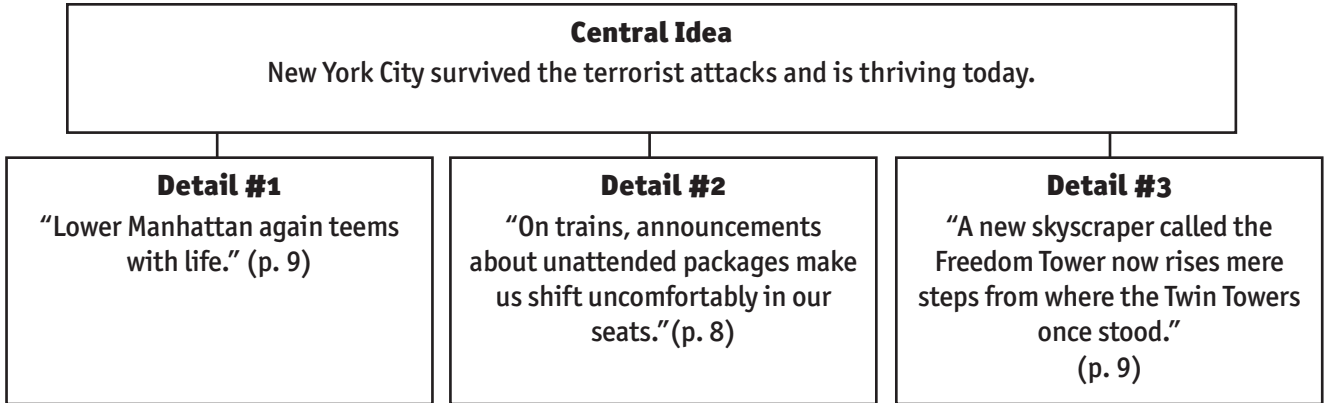 Central Idea
New York City survived the terrorist attacks and is thriving today.
Detail #1
“Lower Manhattan again teems
with life.” (p. 9)
Detail #2
“On trains, announcements
about unattended packages make
us shift uncomfortably in our
seats.”(p. 8)
Detail #3
“A new skyscraper called the
Freedom Tower now rises mere
steps from where the Twin Towers
once stood.”
(p. 9)